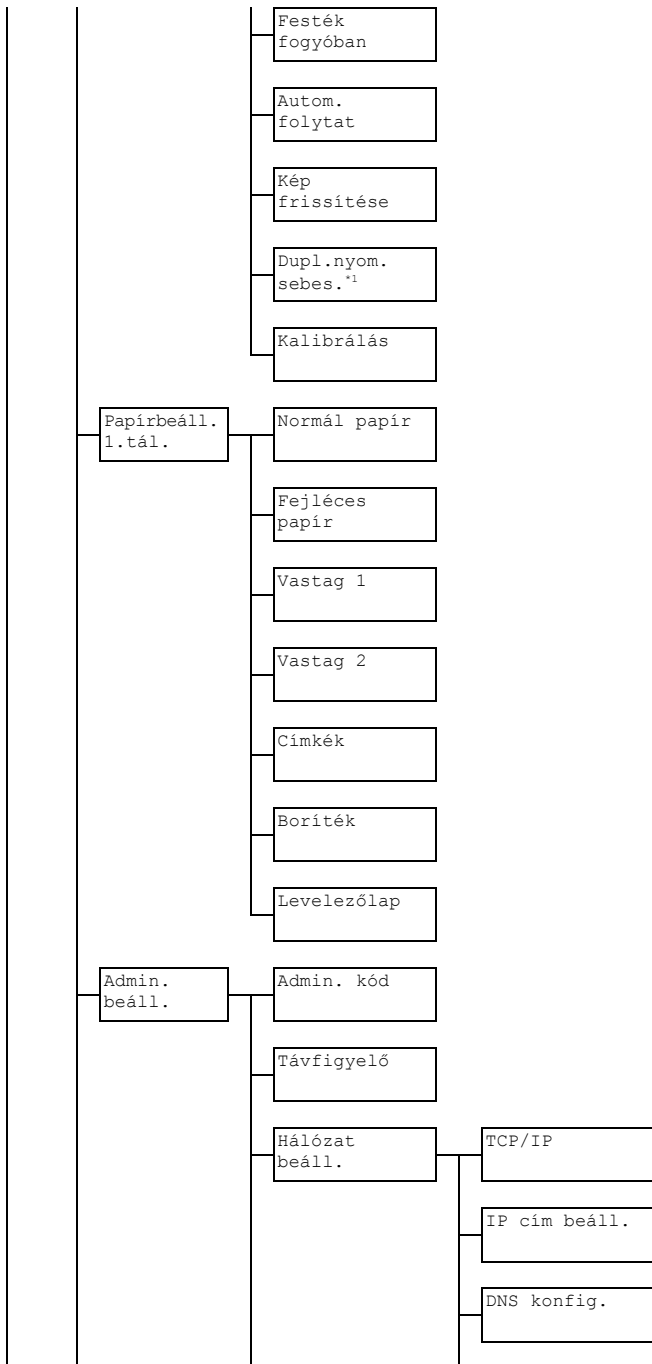 Festék
fogyóban
Autom.
folytat
Kép
frissítése
Dupl.nyom.
sebes.*1
Kalibrálás
Papírbeáll.
1.tál.
Normál papír
Fejléces
papír
Vastag 1
Vastag 2
Címkék
Boríték
Levelezőlap
Admin.
beáll.
Admin. kód
Távfigyelő
Hálózat
beáll.
TCP/IP
IP cím beáll.
DNS konfig.